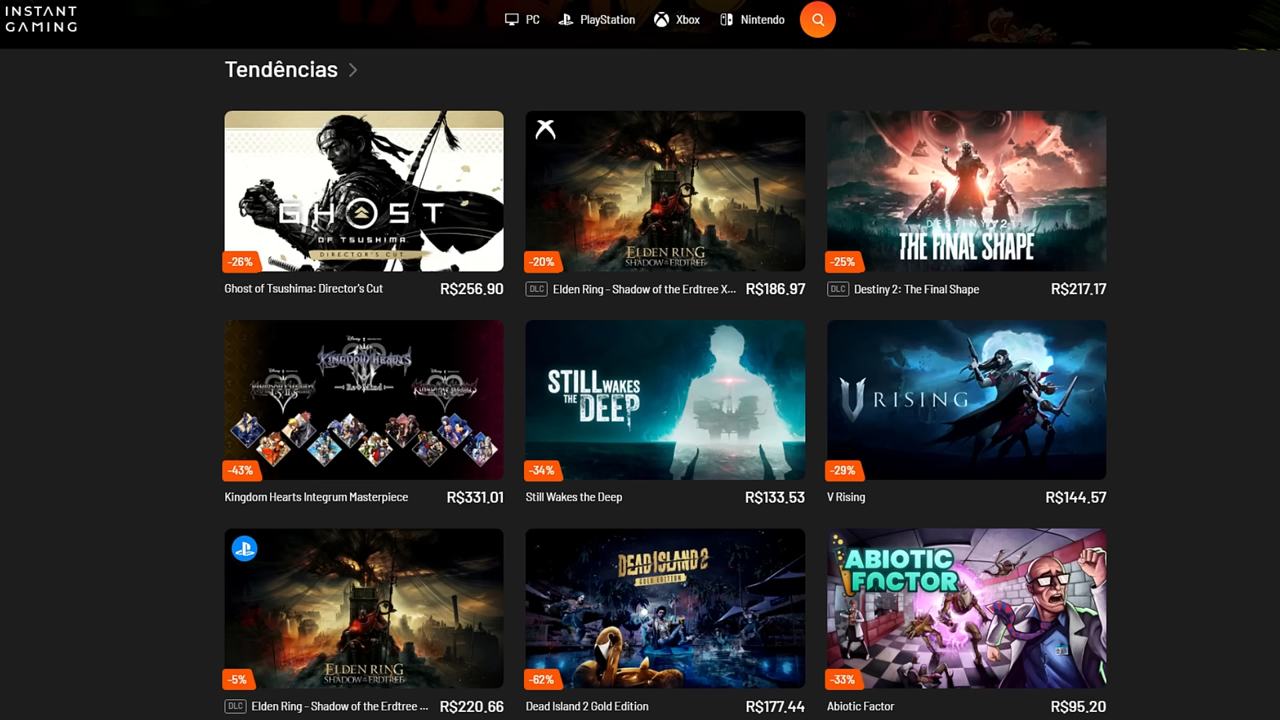 INSTANT
GAMING
PC
PlayStation
Xbox
Nintendo
Tendências
GHOST
OF TSUSHIMA
DIRECTOR'S CUT
-26%
Ghost of Tsushima: Director's Cut
R$256.90
ELDEN RING
SHADOW OF THE ERDTREE
-20%
DLC
Elden Ring - Shadow of the Erdtree X...
R$186.97
DESTINY 2
THE FINAL SHAPE
-25%
DLC
Destiny 2: The Final Shape
R$217.17
KINGDOM HEARTS
-43%
Kingdom Hearts Integrum Masterpiece
R$331.01
STILL WAKES
THE DEEP
-34%
Still Wakes the Deep
R$133.53
V RISING
-29%
V Rising
R$144.57
ELDEN RING
SHADOW OF THE ERDTREE
-5%
DLC
Elden Ring - Shadow of the Erdtree ...
R$220.66
DEAD ISLAND 2
GOLD EDITION
-62%
Dead Island 2 Gold Edition
R$177.44
ABIOTIC
FACTOR
-33%
Abiotic Factor
R$95.20